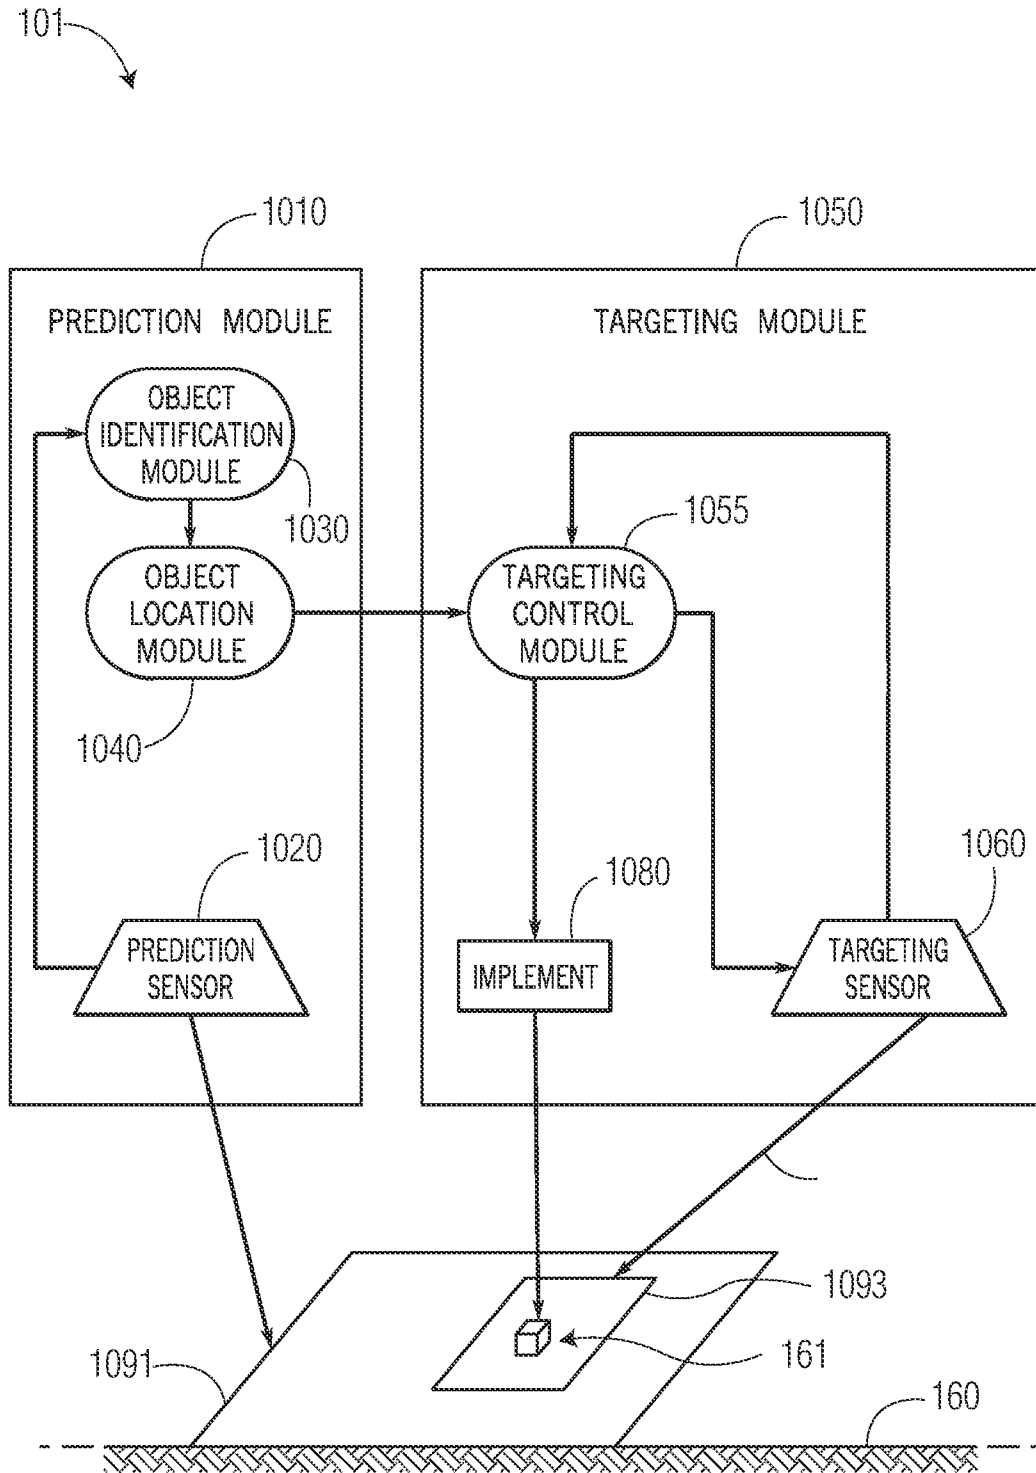 101
1010
1050
PREDICTION MODULE
TARGETING MODULE
OBJECT
IDENTIFICATION
MODULE
1030
1055
OBJECT
LOCATION
MODULE
TARGETING
CONTROL
MODULE
1040
1020
1080
1060
PREDICTION
SENSOR
IMPLEMENT
TARGETING
SENSOR
1093
1091
161
160